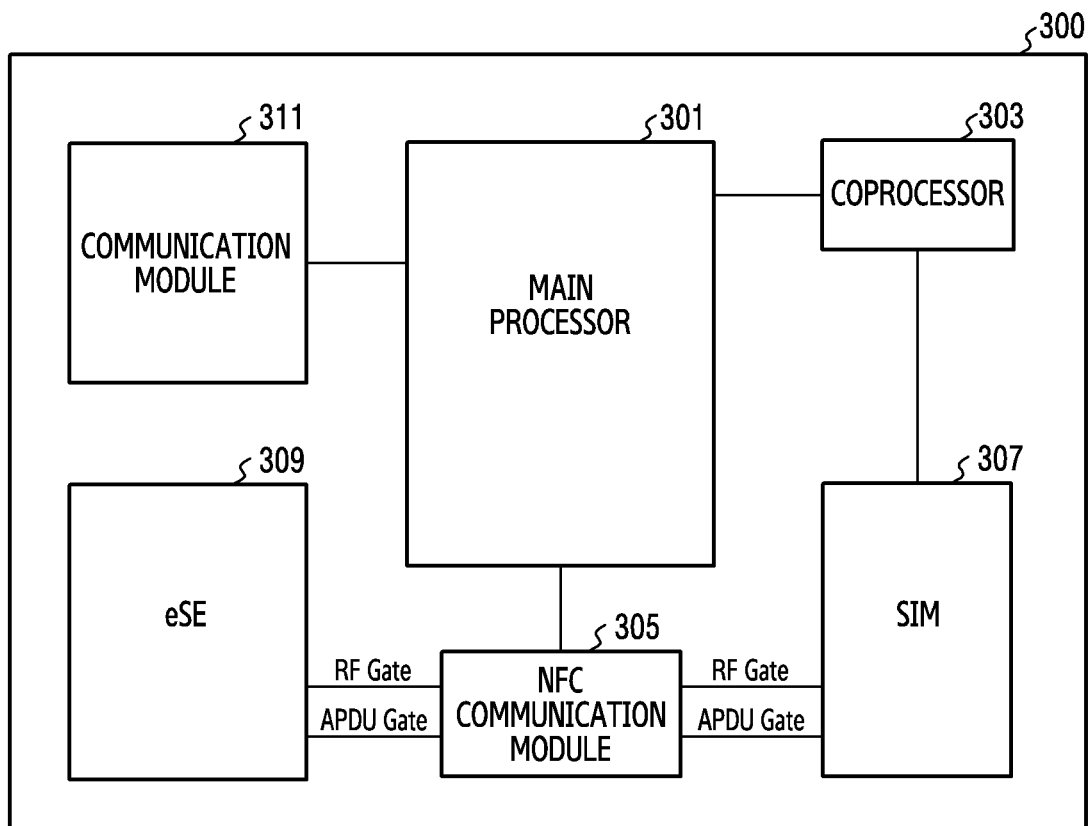 300
311
301
303
COMMUNICATION
MODULE
MAIN
PROCESSOR
COPROCESSOR
309
307
eSE
SIM
305
RF Gate
APDU Gate
NFC
COMMUNICATION
MODULE
RF Gate
APDU Gate